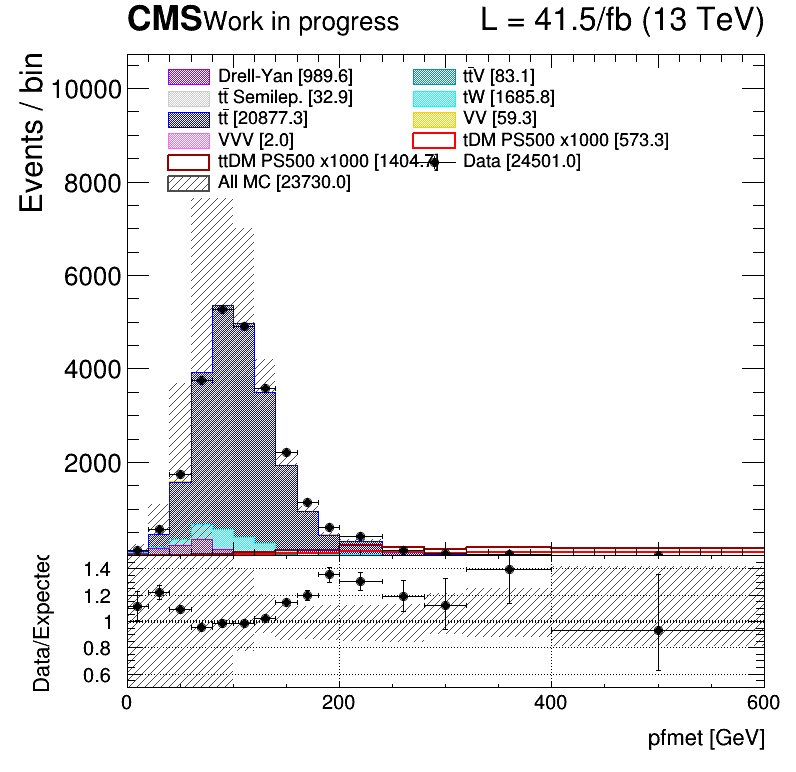 CMS Work in progress L = 41.5/fb (13 TeV)
Events / bin
10000
8000
6000
4000
2000
Drell-Yan [989.6] tt̄V [83.1]
tt̄ Semilep. [32.9] tW [1685.8]
tt̄ [20877.3] VV [59.3]
VVV [2.0] tDM PS500 x1000 [573.3]
ttDM PS500 x1000 [1404.7] Data [24501.0]
All MC [23730.0]
Data/Expected
1.4
1.2
1
0.8
0.6
0 200 400 600
pfmet [GeV]